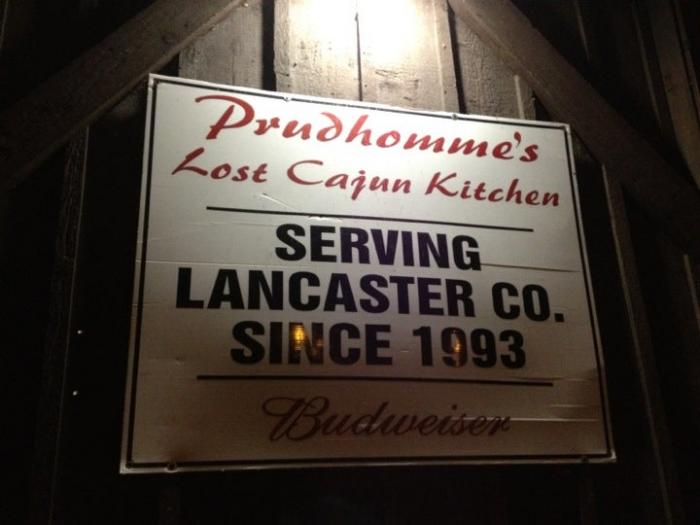 Prudhomme's
Lost Cajun Kitchen
SERVING
LANCASTER CO.
SINCE 1993
Budweiser